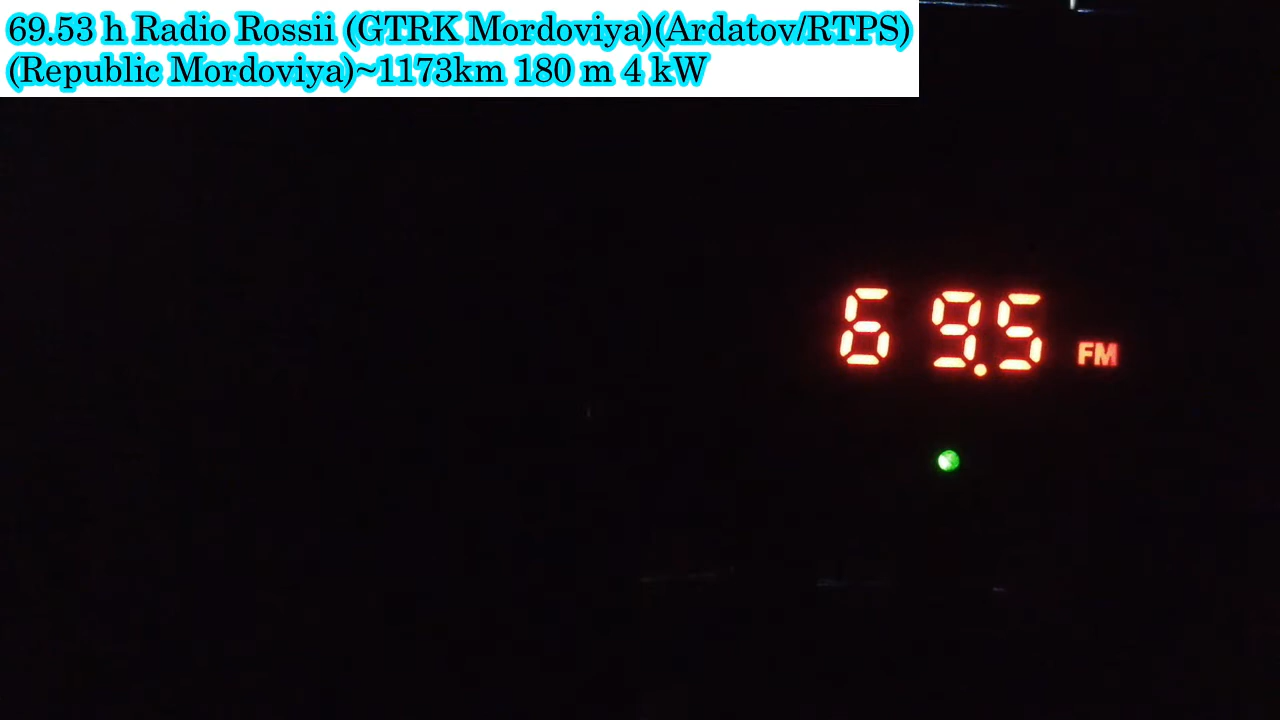 69.53 h Radio Rossii (GTRK Mordoviya)(Ardatov/RTPS)
(Republic Mordoviya)~1173km 180 m 4 kW
69.5 FM